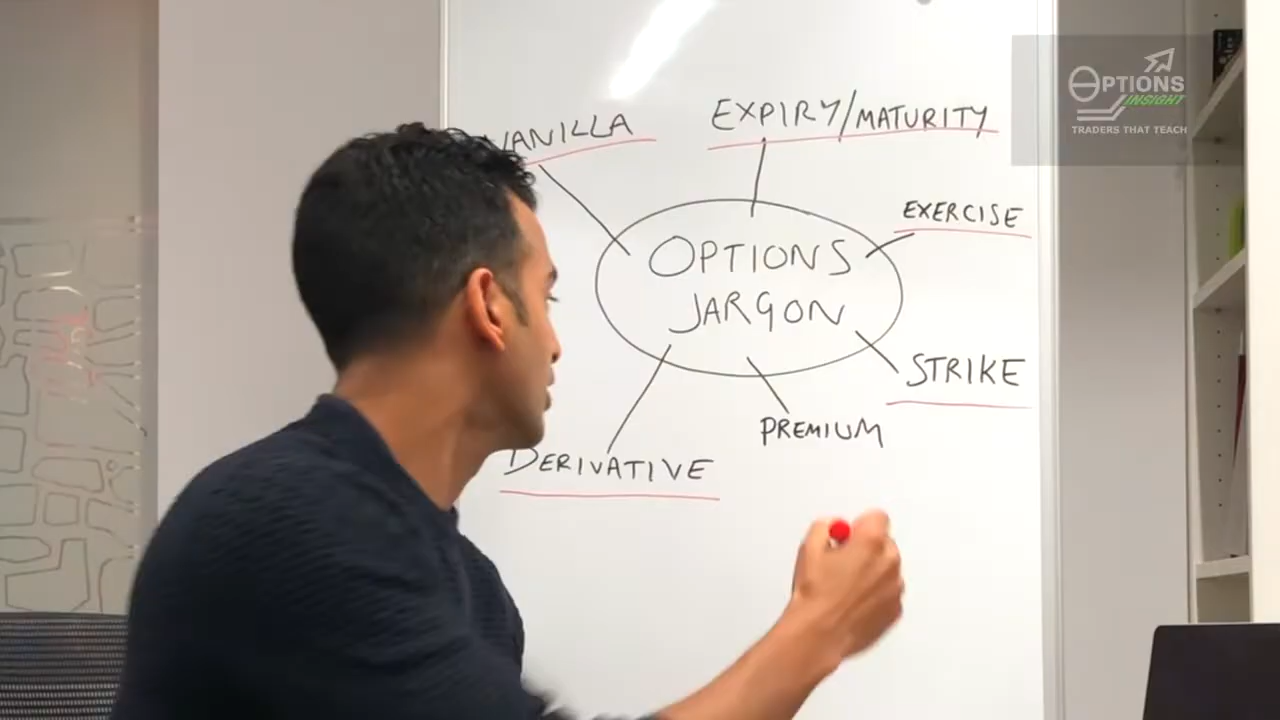 VANILLA
EXPIRY/MATURITY
EXERCISE
OPTIONS
JARGON
STRIKE
PREMIUM
DERIVATIVE
OPTIONS
INSIGHT
TRADERS THAT TEACH